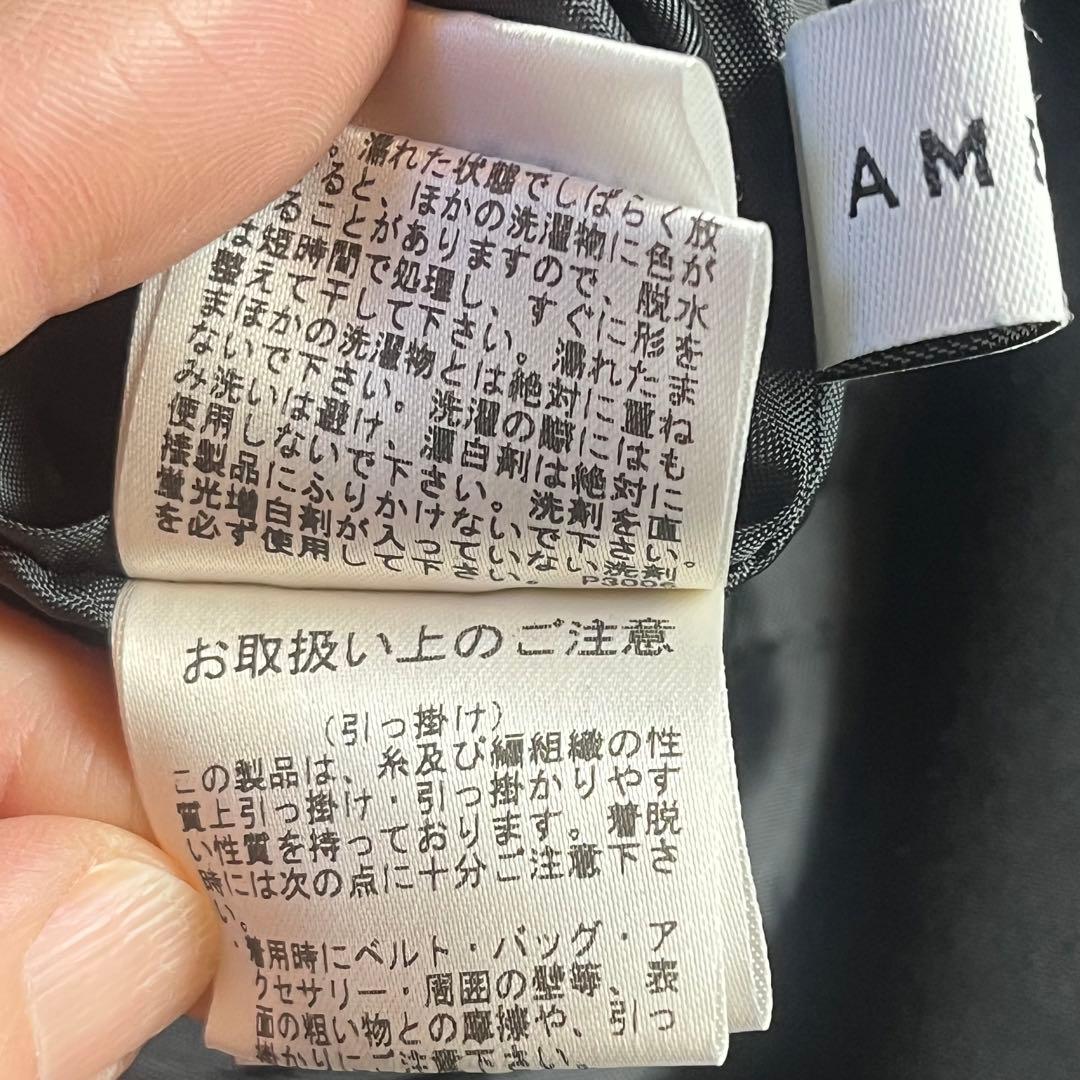 。濡れた状態でしばらく放
ると、ほかの洗濯物に色が
ることがありますので、脱水
は短時間で処理し、すぐに形を
整えて干して下さい。濡れたま
まほかの洗濯物とは絶対に重ね
ないで下さい。洗濯の際は、も
み洗いは避け、漂白剤は絶対に
使用しないで下さい。洗剤は直
接製品にふりかけないで下さい。
蛍光増白剤が入っていない洗剤
を必ず使用して下さい。
P3006
AM
お取扱い上のご注意
(引っ掛け)
この製品は、糸及び編組織の性
質上引っ掛け・引っ掛かりやす
い性質を持っております。着脱
時には次の点に十分ご注意下さ
い。
・着用時にベルト・バッグ・ア
クセサリー・周囲の壁等、表
面の粗い物との摩擦や、引っ
掛かりにご注意下さい。